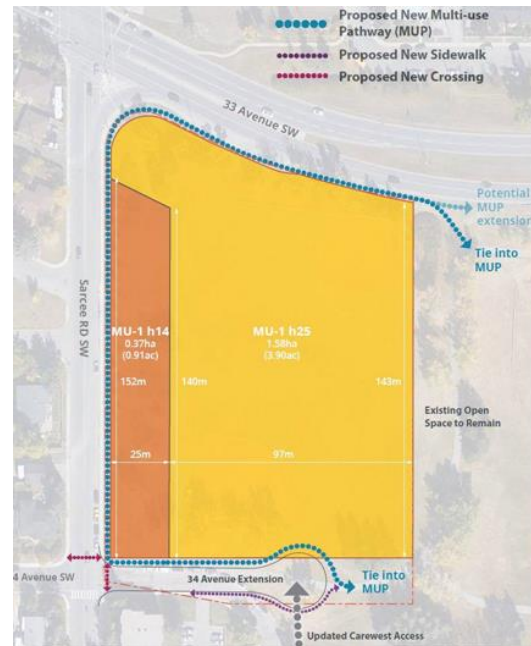 Proposed New Multi-use
Pathway (MUP)
Proposed New Sidewalk
Proposed New Crossing
33 Avenue SW
Potential
MUP
extension
Tie into
MUP
Sarcee RD SW
MU-1 h14
0.37ha
(0.91ac)
MU-1 h25
1.58ha
(3.90ac)
152m
140m
143m
Existing Open
Space to Remain
25m
97m
4 Avenue SW
34 Avenue Extension
Tie into
MUP
Updated Carewest Access